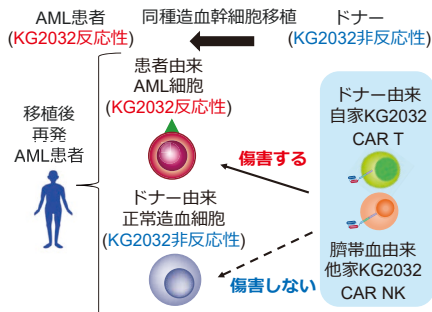 AML患者
(KG2032反応性)
同種造血幹細胞移植
ドナー
(KG2032非反応性)
移植後
再発
AML患者
患者由来
AML細胞
(KG2032反応性)
ドナー由来
正常造血細胞
(KG2032非反応性)
傷害する
傷害しない
ドナー由来
自家KG2032
CAR T
臍帯血由来
他家KG2032
CAR NK